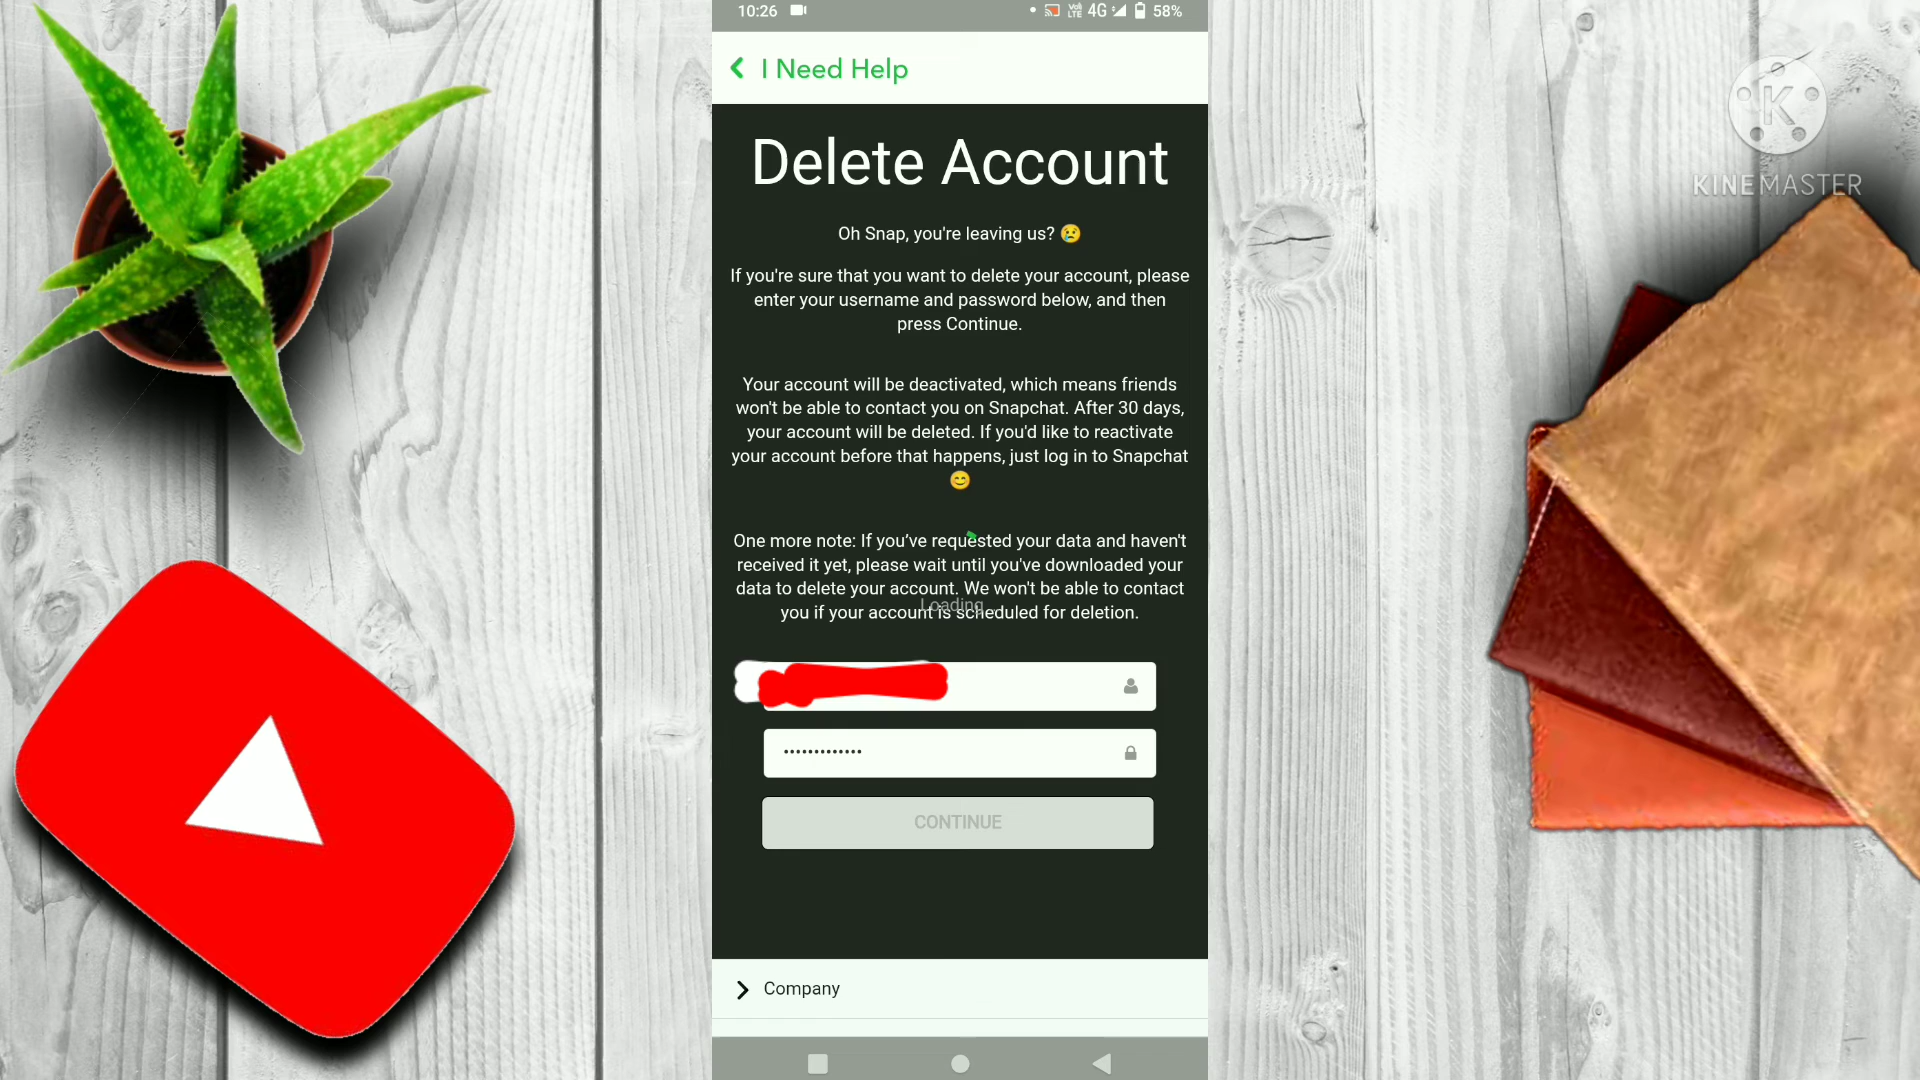 10:26
Vo) LTE 4G 58%
I Need Help
Delete Account
Oh Snap, you're leaving us? 😢
If you're sure that you want to delete your account, please
enter your username and password below, and then
press Continue.
Your account will be deactivated, which means friends
won't be able to contact you on Snapchat. After 30 days,
your account will be deleted. If you'd like to reactivate
your account before that happens, just log in to Snapchat
😊
One more note: If you’ve requested your data and haven't
received it yet, please wait until you've downloaded your
data to delete your account. We won't be able to contact
Loading
you if your account is scheduled for deletion.
•••••••••••••
CONTINUE
Company
K
KINEMASTER